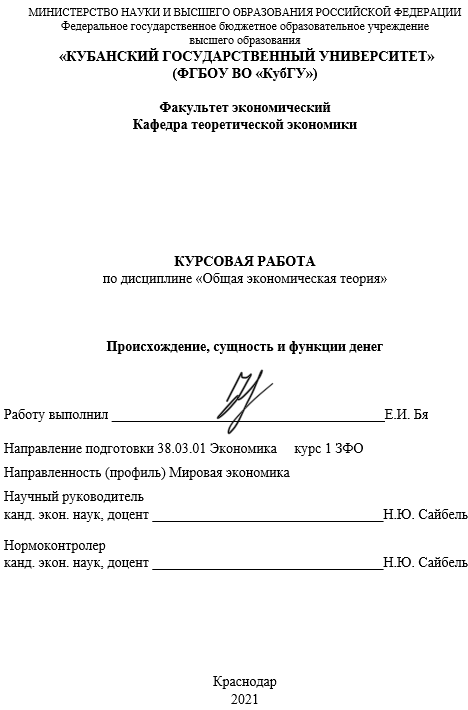 МИНИСТЕРСТВО НАУКИ И ВЫСШЕГО ОБРАЗОВАНИЯ РОССИЙСКОЙ ФЕДЕРАЦИИ
Федеральное государственное бюджетное образовательное учреждение
высшего образования
«КУБАНСКИЙ ГОСУДАРСТВЕННЫЙ УНИВЕРСИТЕТ»
(ФГБОУ ВО «КубГУ»)
Факультет экономический
Кафедра теоретической экономики
КУРСОВАЯ РАБОТА
по дисциплине «Общая экономическая теория»
Происхождение, сущность и функции денег
Работу выполнил ______________________________________Е.И. Бя
Направление подготовки 38.03.01 Экономика курс 1 ЗФО
Направленность (профиль) Мировая экономика
Научный руководитель
канд. экон. наук, доцент ________________________________Н.Ю. Сайбель
Нормоконтролер
канд. экон. наук, доцент ________________________________Н.Ю. Сайбель
Краснодар
2021